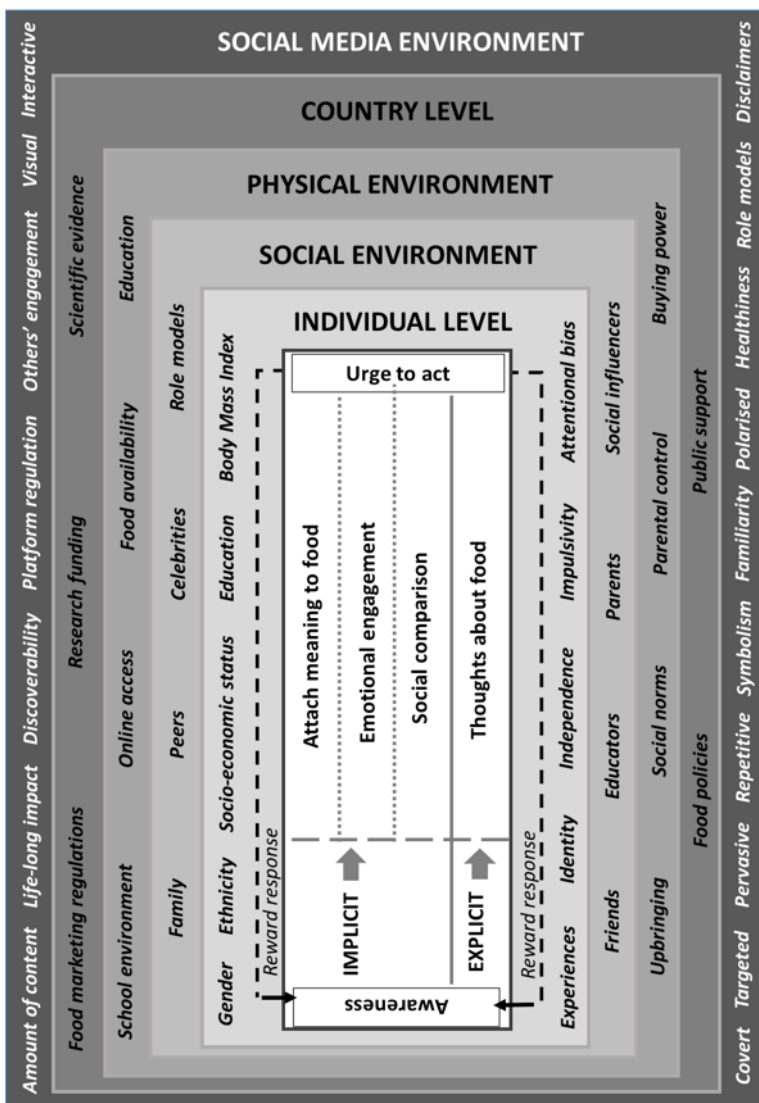 SOCIAL MEDIA ENVIRONMENT
COUNTRY LEVEL
PHYSICAL ENVIRONMENT
SOCIAL ENVIRONMENT
INDIVIDUAL LEVEL
Urge to act
Amount of content Life-long impact Discoverability Platform regulation Others' engagement Visual Interactive
Food marketing regulations Research funding Scientific evidence
School environment Online access Food availability Education
Family Peers Celebrities Role models
Gender Ethnicity Socio-economic status Education Body Mass Index
Reward response
Attach meaning to food
IMPLICIT
Emotional engagement
Social comparison
EXPLICIT
Thoughts about food
Awareness
Reward response
Experiences Identity Independence Impulsivity Attentional bias
Friends Educators Parents Social influencers
Upbringing Social norms Parental control Buying power
Food policies Public support
Covert Targeted Pervasive Repetitive Symbolism Familiarity Polarised Healthiness Role models Disclaimers